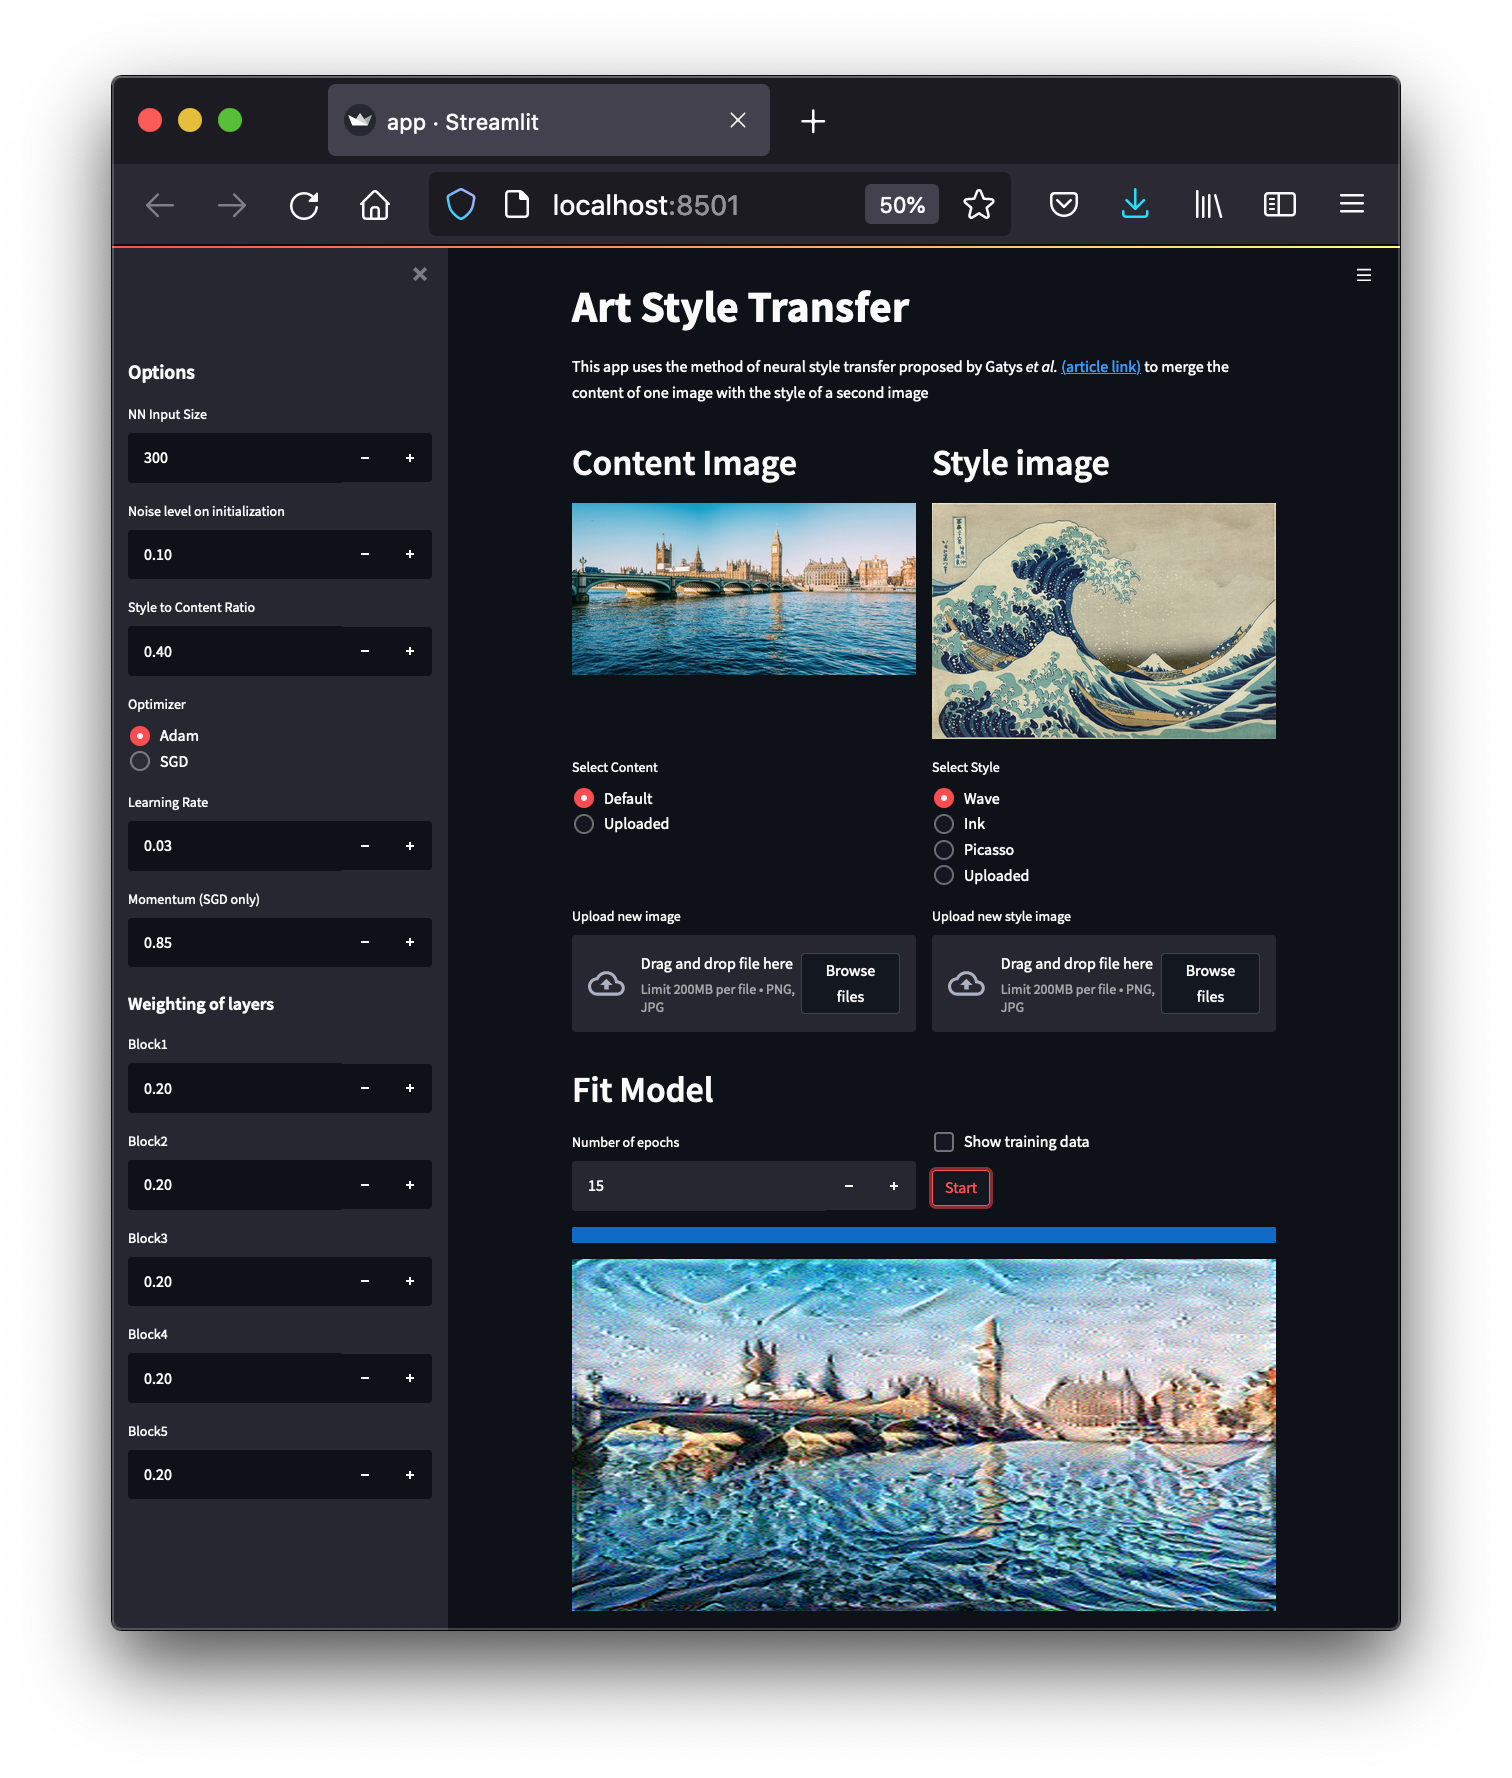 app · Streamlit
localhost:8501
50%
Options
NN Input Size
300
Noise level on initialization
0.10
Style to Content Ratio
0.40
Optimizer
Adam
SGD
Learning Rate
0.03
Momentum (SGD only)
0.85
Weighting of layers
Block1
0.20
Block2
0.20
Block3
0.20
Block4
0.20
Block5
0.20
Art Style Transfer
This app uses the method of neural style transfer proposed by Gatys et al. (article link) to merge the
content of one image with the style of a second image
Content Image
Select Content
Default
Uploaded
Upload new image
Drag and drop file here
Limit 200MB per file • PNG,
JPG
Browse
files
Style image
Select Style
Wave
Ink
Picasso
Uploaded
Upload new style image
Drag and drop file here
Limit 200MB per file • PNG,
JPG
Browse
files
Fit Model
Number of epochs
15
Show training data
Start